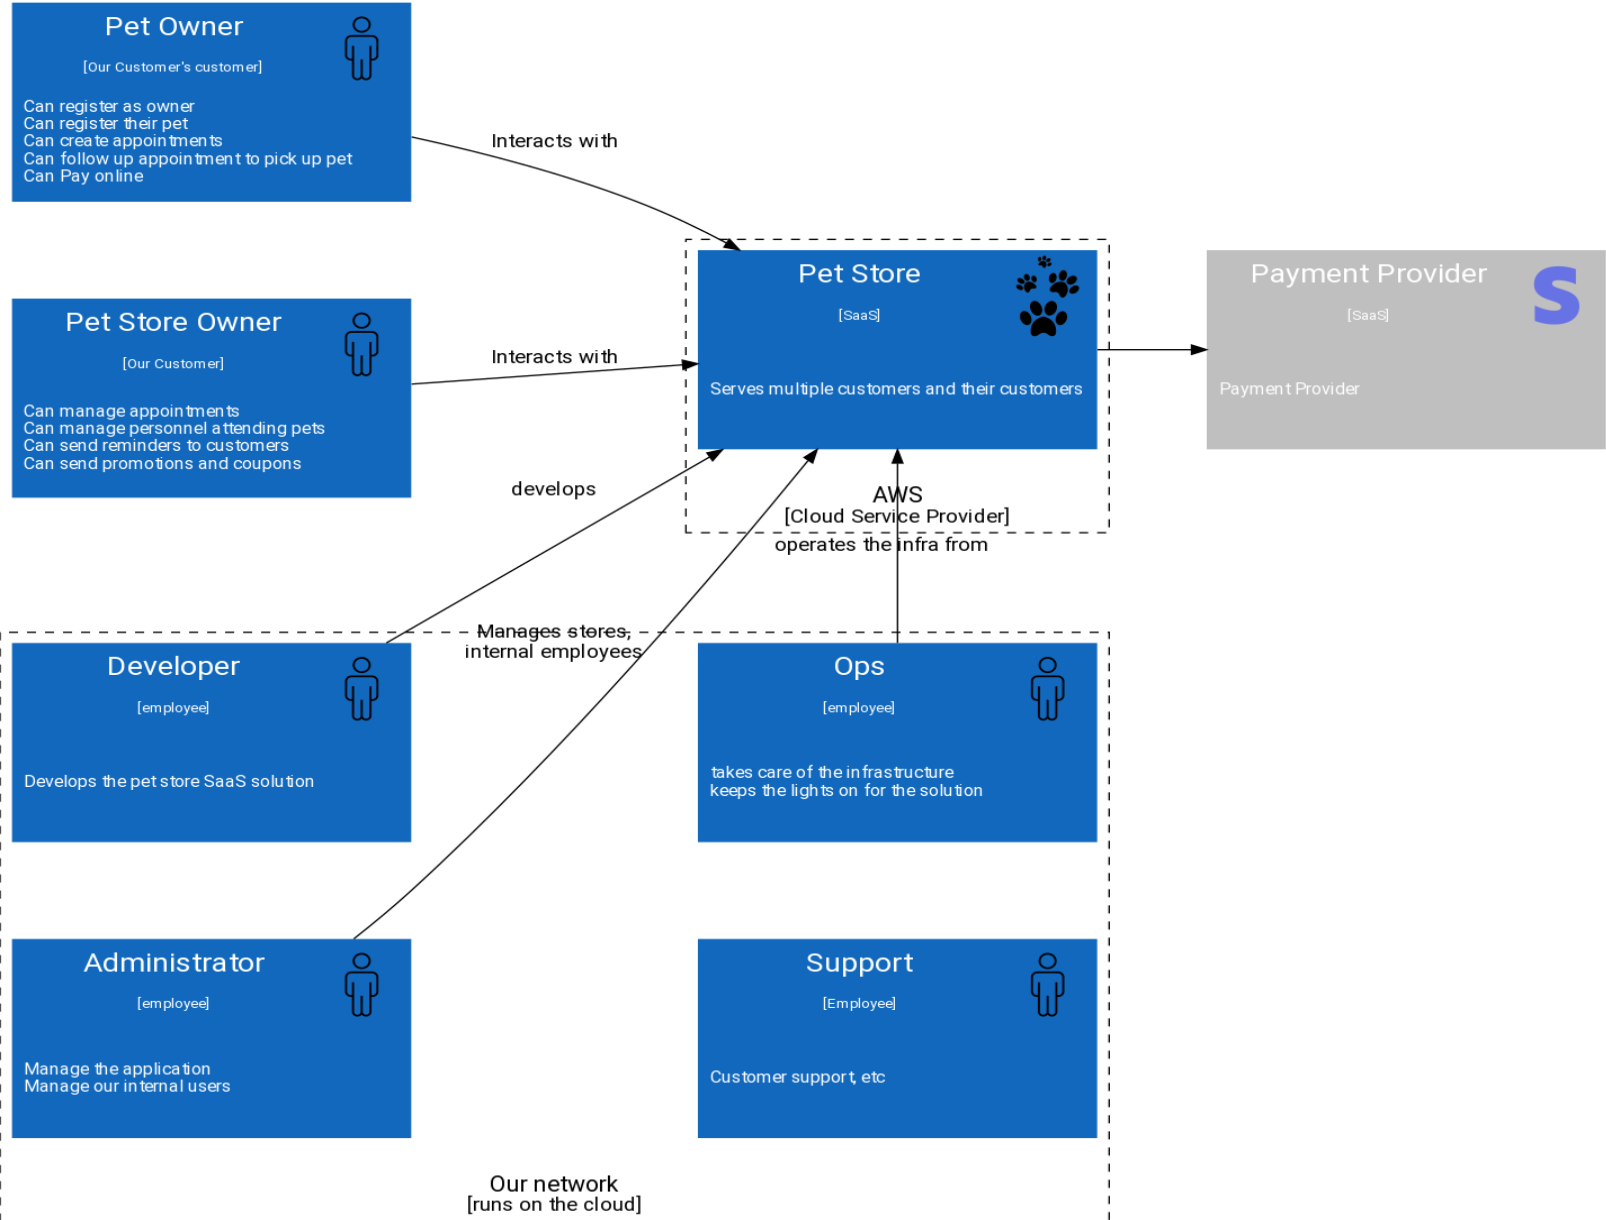 Pet Owner
[Our Customer's customer]
Can register as owner
Can register their pet
Can create appointments
Can follow up appointment to pick up pet
Can Pay online
Interacts with
Pet Store Owner
[Our Customer]
Can manage appointments
Can manage personnel attending pets
Can send reminders to customers
Can send promotions and coupons
Interacts with
Pet Store
[SaaS]
Serves multiple customers and their customers
AWS
[Cloud Service Provider]
Payment Provider
[SaaS]
S
Payment Provider
develops
operates the infra from
Manages stores,
internal employees
Developer
[employee]
Develops the pet store SaaS solution
Ops
[employee]
takes care of the infrastructure
keeps the lights on for the solution
Administrator
[employee]
Manage the application
Manage our internal users
Support
[Employee]
Customer support, etc
Our network
[runs on the cloud]